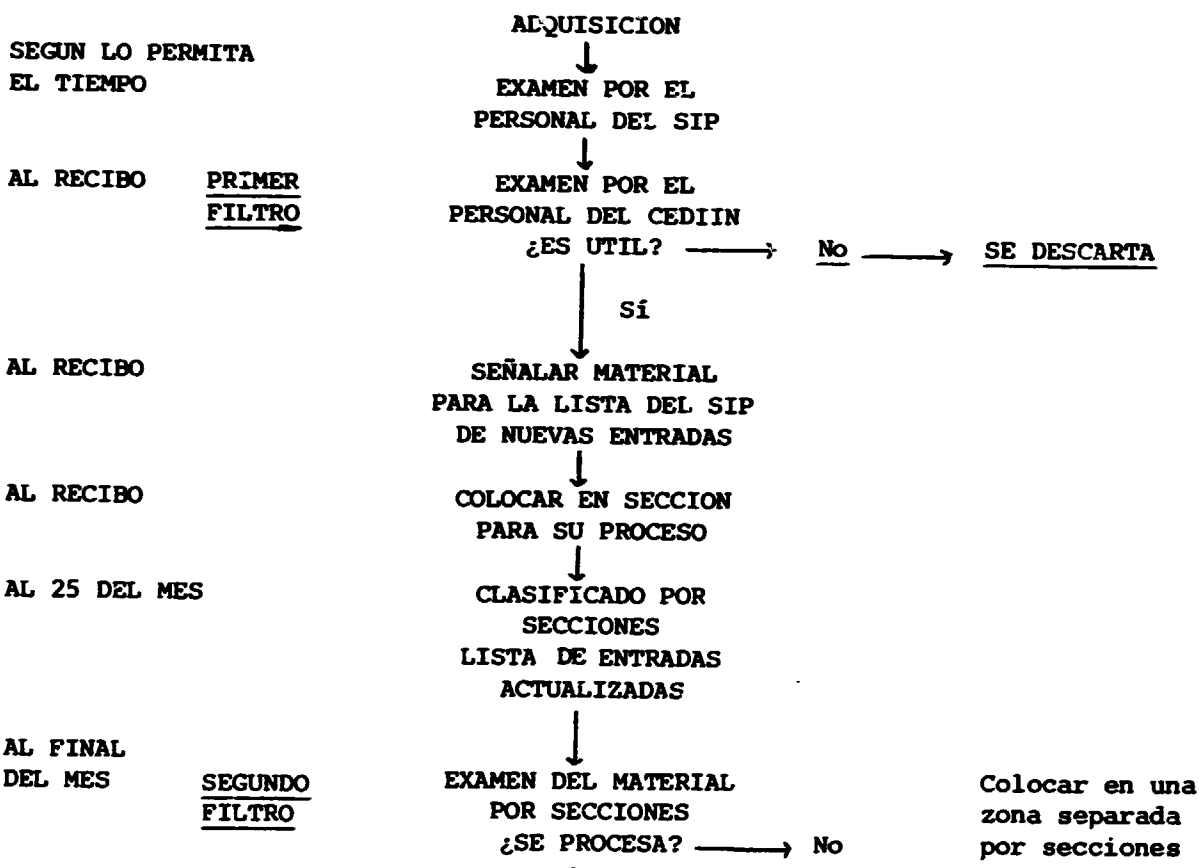 ADQUISICION
SEGUN LO PERMITA
EL TIEMPO
EXAMEN POR EL
PERSONAL DEL SIP
AL RECIBO PRIMER EXAMEN POR EL
FILTRO PERSONAL DEL CEDIIN
¿ES UTIL? No SE DESCARTA
Sí
AL RECIBO SEÑALAR MATERIAL
PARA LA LISTA DEL SIP
DE NUEVAS ENTRADAS
AL RECIBO COLOCAR EN SECCION
PARA SU PROCESO
AL 25 DEL MES CLASIFICADO POR
SECCIONES
LISTA DE ENTRADAS
ACTUALIZADAS
AL FINAL
DEL MES SEGUNDO EXAMEN DEL MATERIAL Colocar en una
FILTRO POR SECCIONES zona separada
¿SE PROCESA? No por secciones